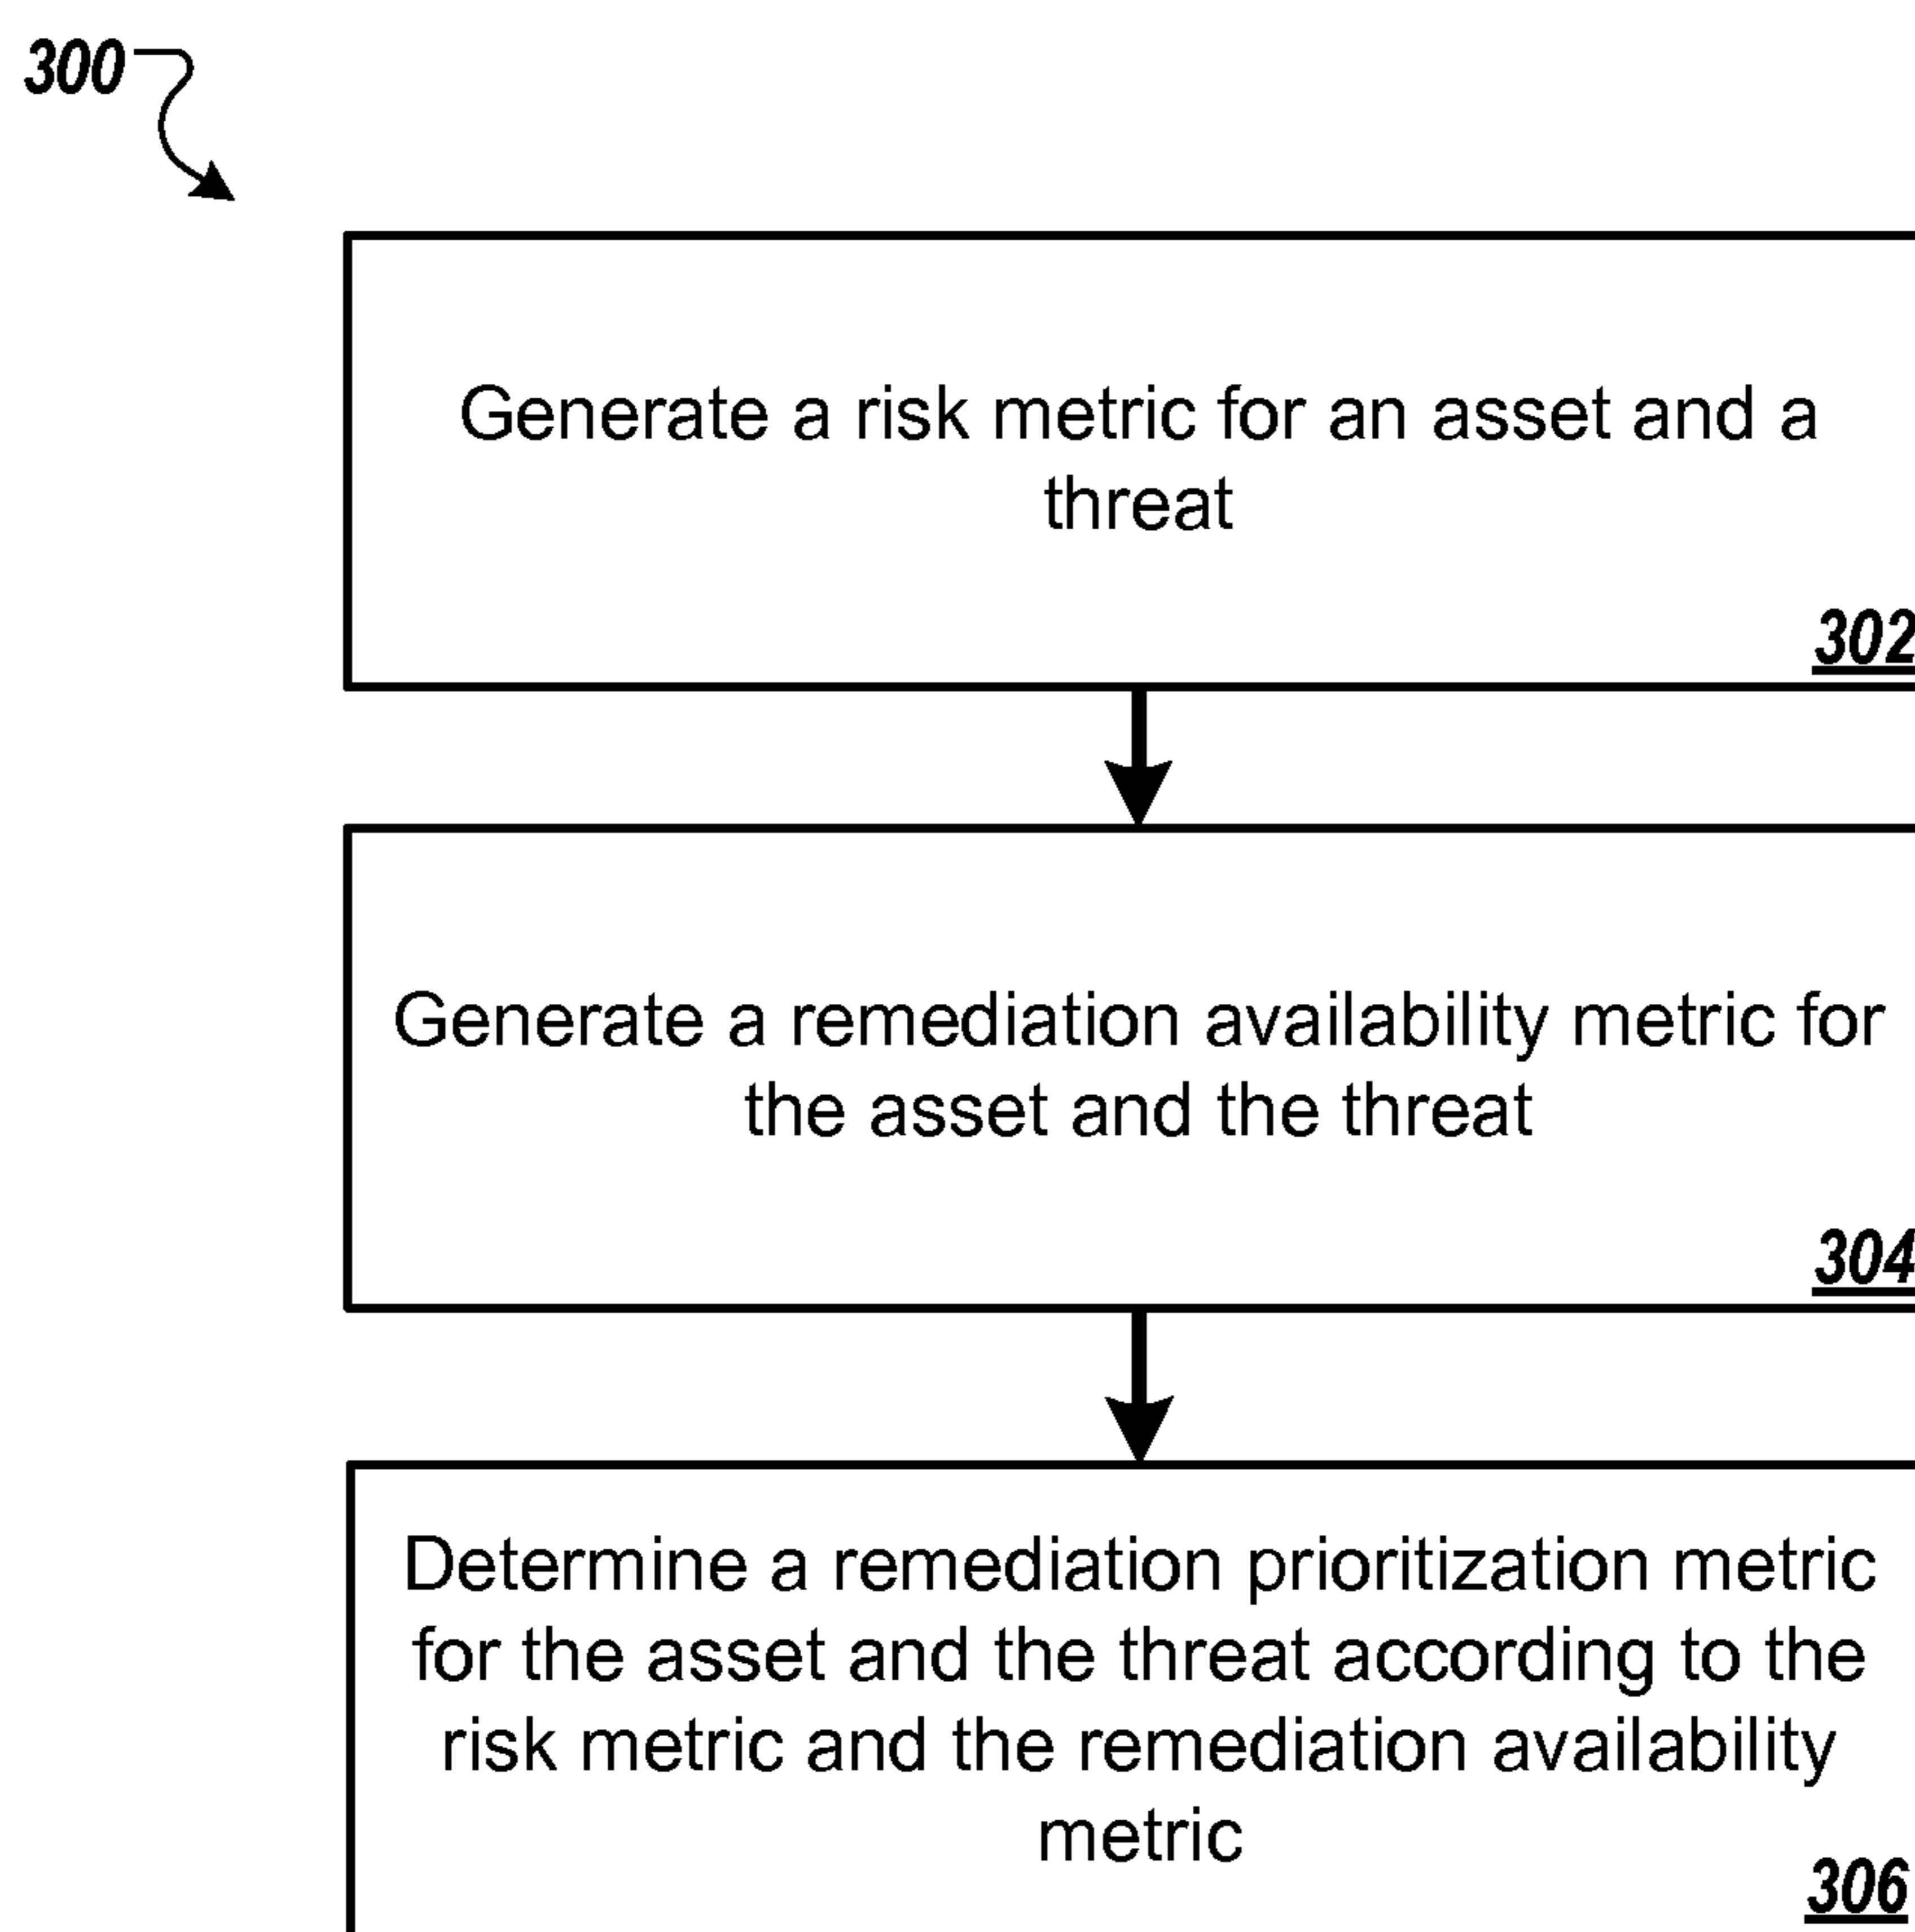 300
Generate a risk metric for an asset and a
threat
302
Generate a remediation availability metric for
the asset and the threat
304
Determine a remediation prioritization metric
for the asset and the threat according to the
risk metric and the remediation availability
metric
306